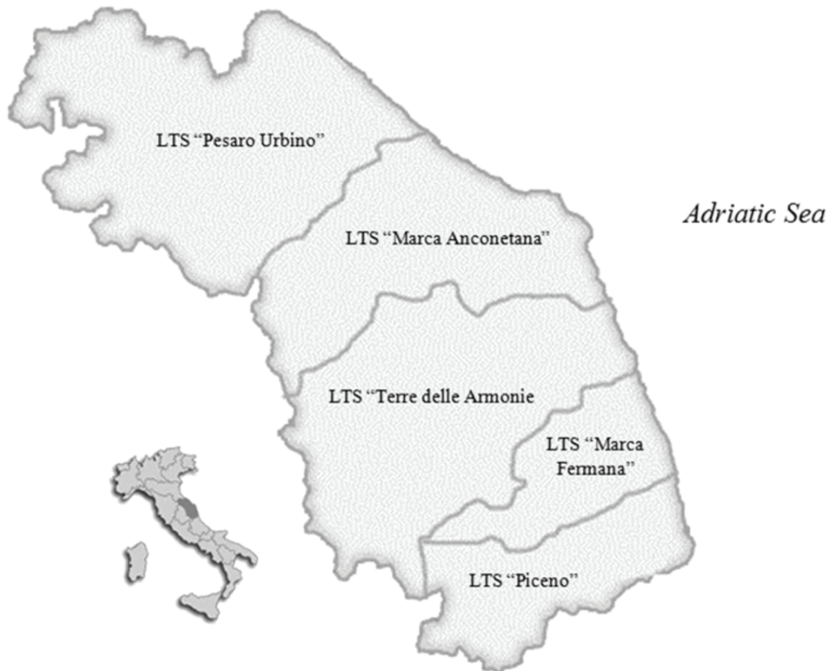 LTS “Pesaro Urbino”
Adriatic Sea
LTS “Marca Anconetana”
LTS “Terre delle Armonie
LTS “Marca
Fermana”
LTS “Piceno”